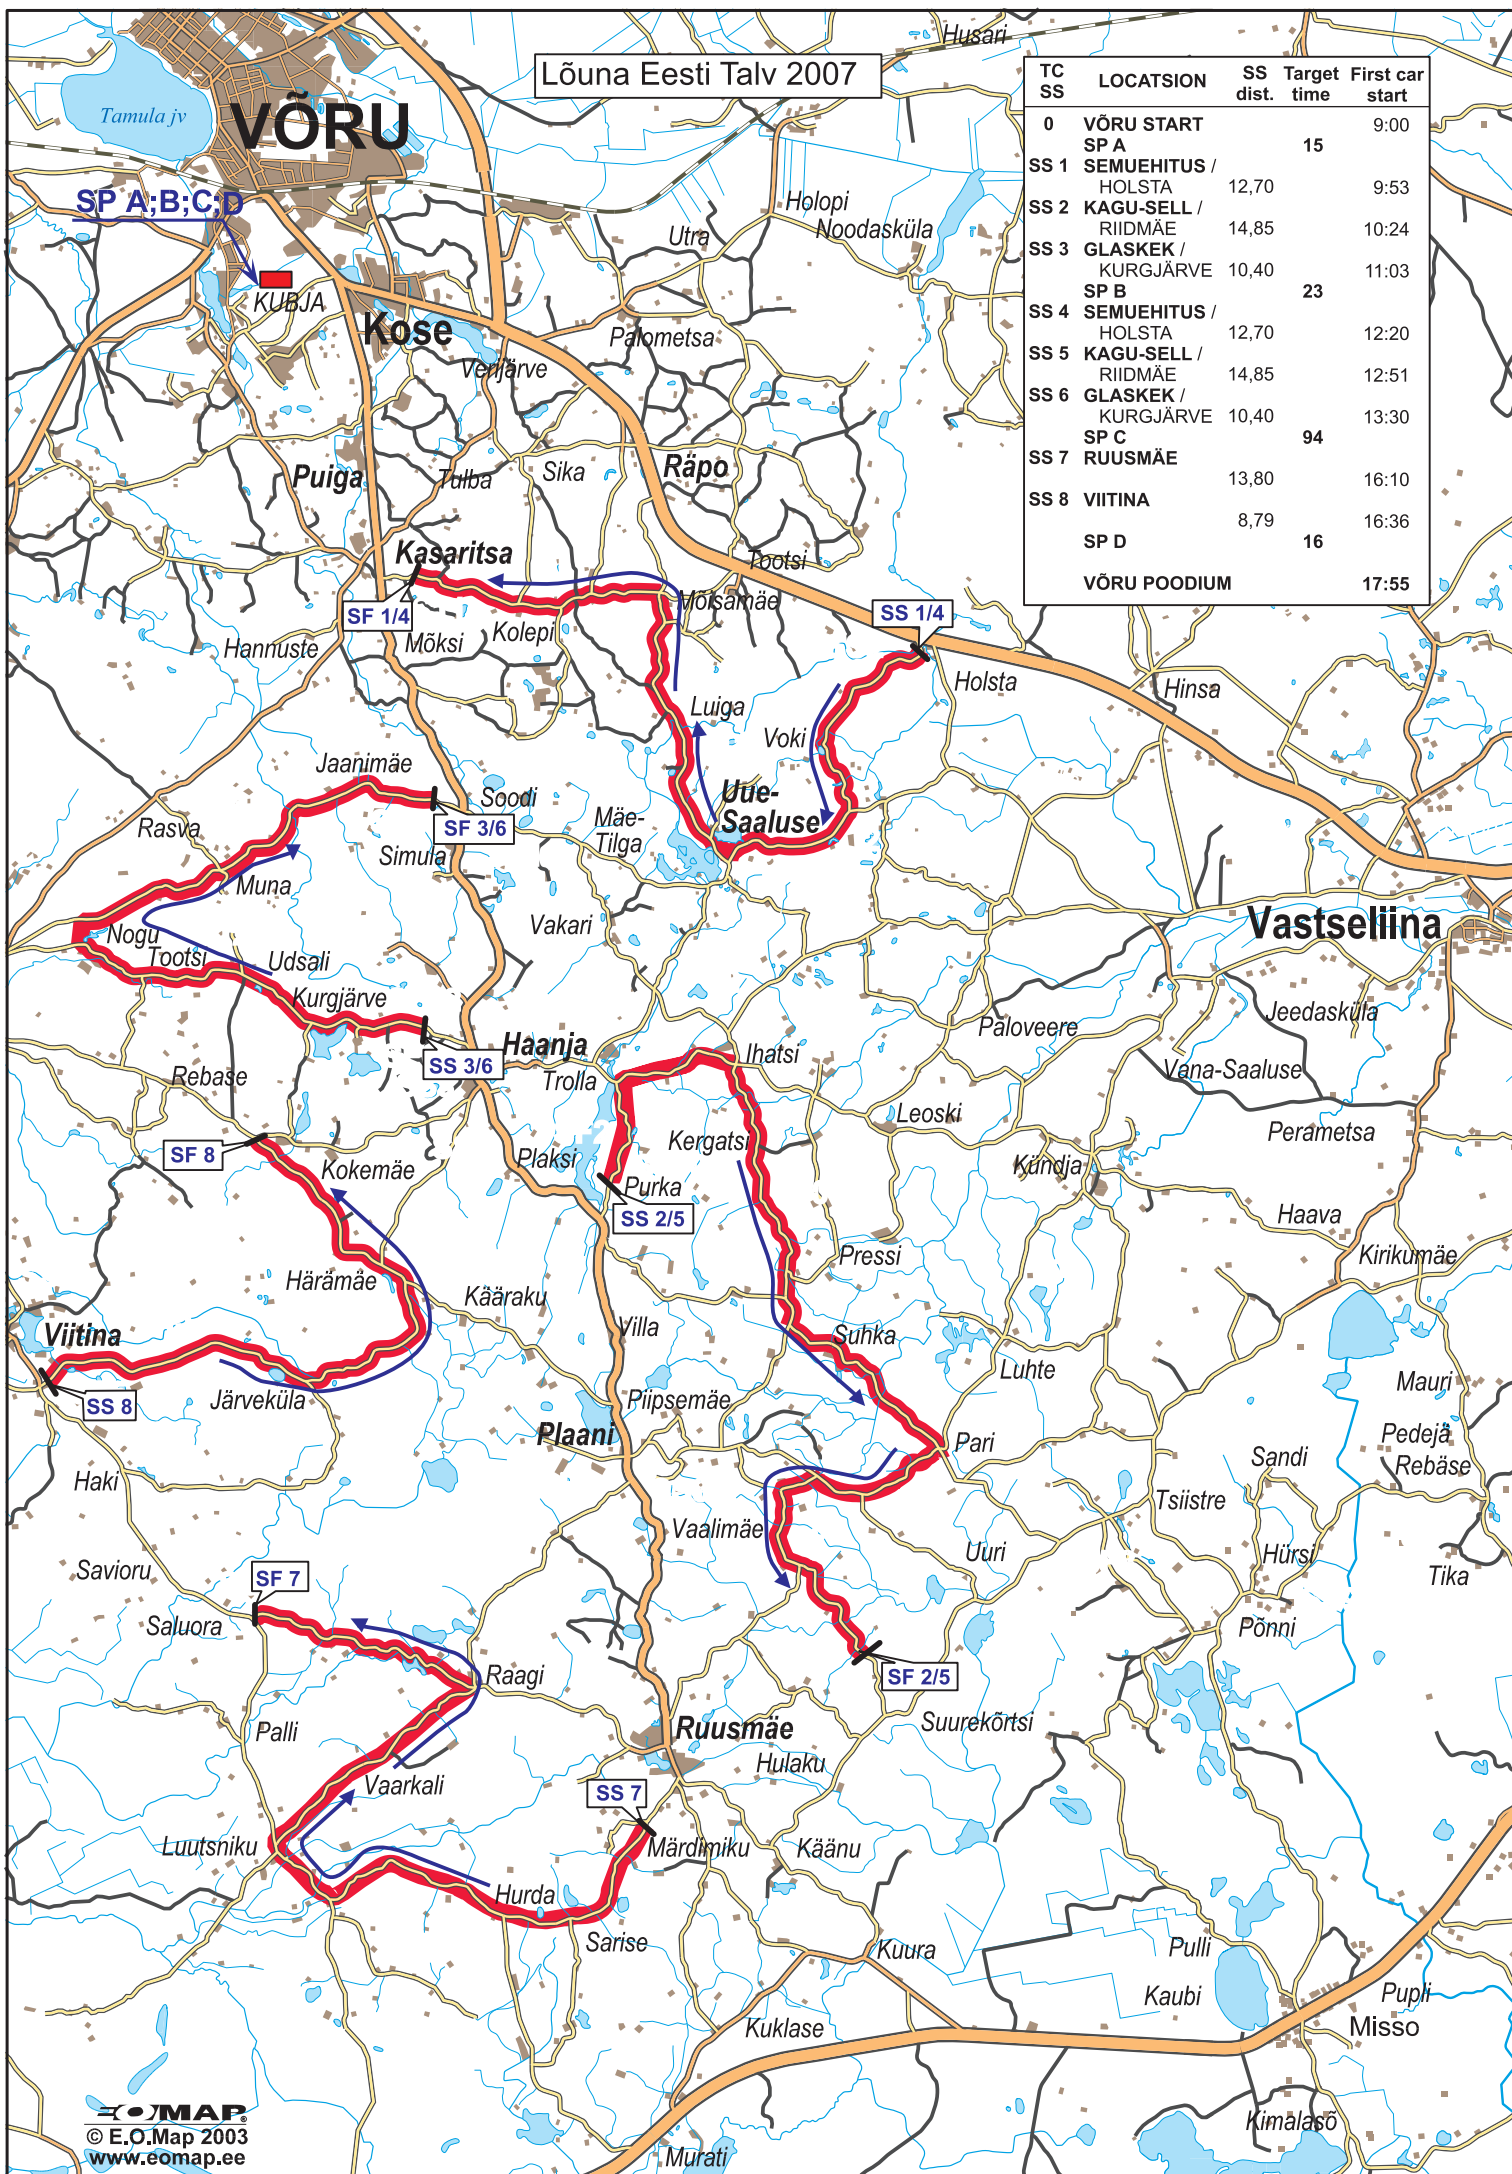 Lõuna Eesti Talv 2007
TC SS LOCATSION SS dist. Target time First car start
0 VÕRU START 9:00
SP A 15
SS 1 SEMUEHITUS /
HOLSTA 12,70 9:53
SS 2 KAGU-SELL /
RIIDMÄE 14,85 10:24
SS 3 GLASKEK /
KURGJÄRVE 10,40 11:03
SP B 23
SS 4 SEMUEHITUS /
HOLSTA 12,70 12:20
SS 5 KAGU-SELL /
RIIDMÄE 14,85 12:51
SS 6 GLASKEK /
KURGJÄRVE 10,40 13:30
SP C 94
SS 7 RUUSMÄE
13,80 16:10
SS 8 VIITINA
8,79 16:36
SP D 16
VÕRU POODIUM 17:55
Husari
Tamula jv
VÕRU
SP A;B;C;D
KUBJA
Kose
Holopi
Noodasküla
Utra
Palometsa
Verijärve
Puiga
Tulba
Sika
Räpo
Kasaritsa
Tootsi
SF 1/4
Mõisamäe
SS 1/4
Hannuste
Mõksi
Kolepi
Holsta
Hinsa
Luiga
Voki
Jaanimäe
Soodi
Uue-
Saaluse
Rasva
SF 3/6
Mäe-
Tilga
Simula
Muna
Vakari
Vastseliina
Nogu
Tootsi
Udsali
Kurgjärve
Jeedasküla
Paloveere
Haanja
SS 3/6
Ihatsi
Trolla
Rebase
Vana-Saaluse
Leoski
Perametsa
SF 8
Kokemäe
Kergatsi
Plaksi
Purka
Kündja
SS 2/5
Haava
Pressi
Kirikumäe
Härämäe
Kääraku
Villa
Suhka
Viitina
Luhte
SS 8
Järveküla
Piipsemäe
Mauri
Plaani
Pari
Pedejä
Rebäse
Sandi
Haki
Tsiistre
Vaalimäe
Uuri
Hürsi
Savioru
SF 7
Tika
Saluora
Põnni
Raagi
SF 2/5
Palli
Ruusmäe
Suurekõrtsi
Hulaku
Vaarkali
SS 7
Luutsniku
Märdimiku
Käänu
Hurda
Sarise
Kuura
Pulli
Kaubi
Pupli
Kuklase
Misso
EOMAP
© E.O.Map 2003
www.eomap.ee
Kimalasõ
Murati